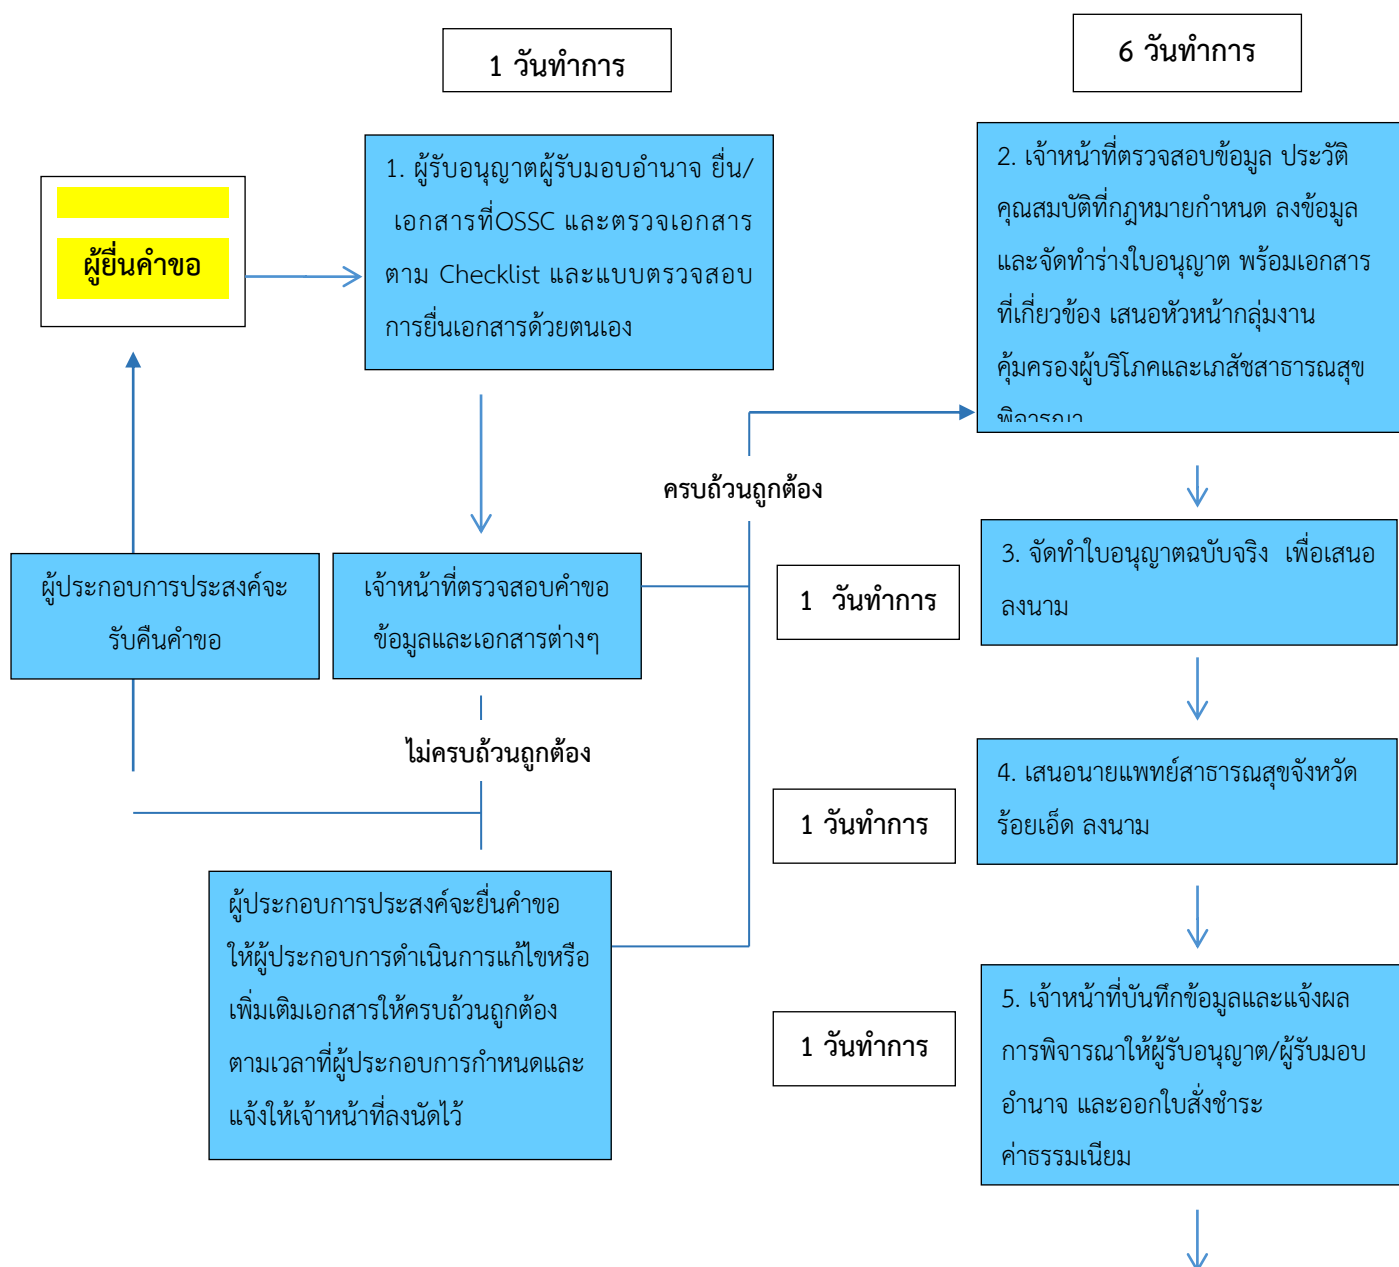 1 วันทำการ
6 วันทำการ
ผู้ยื่นคำขอ
1. ผู้รับอนุญาตผู้รับมอบอำนาจ ยื่น/
เอกสารที่OSSC และตรวจเอกสาร
ตาม Checklist และแบบตรวจสอบ
การยื่นเอกสารด้วยตนเอง
2. เจ้าหน้าที่ตรวจสอบข้อมูล ประวัติ
คุณสมบัติที่กฎหมายกำหนด ลงข้อมูล
และจัดทำร่างใบอนุญาต พร้อมเอกสาร
ที่เกี่ยวข้อง เสนอหัวหน้ากลุ่มงาน
คุ้มครองผู้บริโภคและเภสัชสาธารณสุข
พิจารณา
ครบถ้วนถูกต้อง
ผู้ประกอบการประสงค์จะ
รับคืนคำขอ
เจ้าหน้าที่ตรวจสอบคำขอ
ข้อมูลและเอกสารต่างๆ
1 วันทำการ
3. จัดทำใบอนุญาตฉบับจริง เพื่อเสนอ
ลงนาม
ไม่ครบถ้วนถูกต้อง
1 วันทำการ
4. เสนอนายแพทย์สาธารณสุขจังหวัด
ร้อยเอ็ด ลงนาม
ผู้ประกอบการประสงค์จะยื่นคำขอ
ให้ผู้ประกอบการดำเนินการแก้ไขหรือ
เพิ่มเติมเอกสารให้ครบถ้วนถูกต้อง
ตามเวลาที่ผู้ประกอบการกำหนดและ
แจ้งให้เจ้าหน้าที่ลงนัดไว้
1 วันทำการ
5. เจ้าหน้าที่บันทึกข้อมูลและแจ้งผล
การพิจารณาให้ผู้รับอนุญาต/ผู้รับมอบ
อำนาจ และออกใบสั่งชำระ
ค่าธรรมเนียม